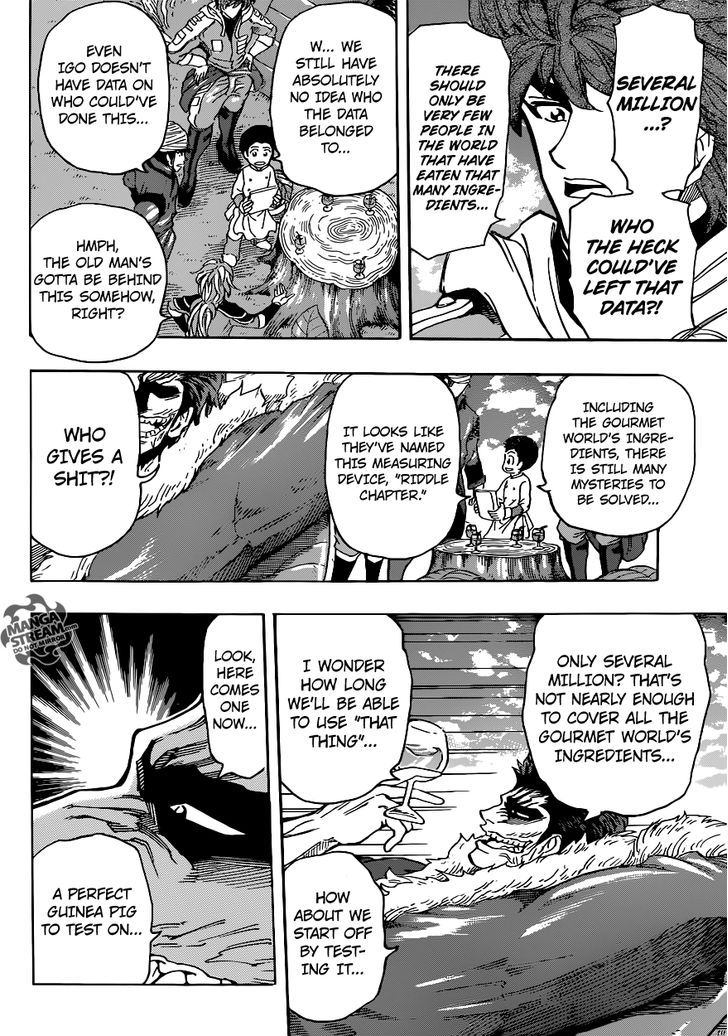 SEVERAL
MILLION
...?
THERE
SHOULD
ONLY BE
VERY FEW
PEOPLE IN
THE WORLD
THAT HAVE
EATEN THAT
MANY INGRE-
DIENTS...
WHO
THE HECK
COULD'VE
LEFT THAT
DATA?!
W... WE
STILL HAVE
ABSOLUTELY
NO IDEA WHO
THE DATA
BELONGED
TO...
EVEN
IGO DOESN'T
HAVE DATA ON
WHO COULD'VE
DONE THIS...
HMPH,
THE OLD MAN'S
GOTTA BE BEHIND
THIS SOMEHOW,
RIGHT?
INCLUDING
THE GOURMET
WORLD'S INGRE-
DIENTS, THERE
IS STILL MANY
MYSTERIES TO
BE SOLVED...
IT LOOKS LIKE
THEY'VE NAMED
THIS MEASURING
DEVICE, "RIDDLE
CHAPTER."
WHO
GIVES A
SHIT?!
ONLY SEVERAL
MILLION? THAT'S
NOT NEARLY ENOUGH
TO COVER ALL THE
GOURMET WORLD'S
INGREDIENTS...
I WONDER
HOW LONG
WE'LL BE ABLE
TO USE "THAT
THING"...
HOW
ABOUT WE
START OFF
BY TEST-
ING IT...
LOOK,
HERE
COMES
ONE
NOW...
A PERFECT
GUINEA PIG
TO TEST ON...
MANGA
STREAM.com
DO NOT MIRROR